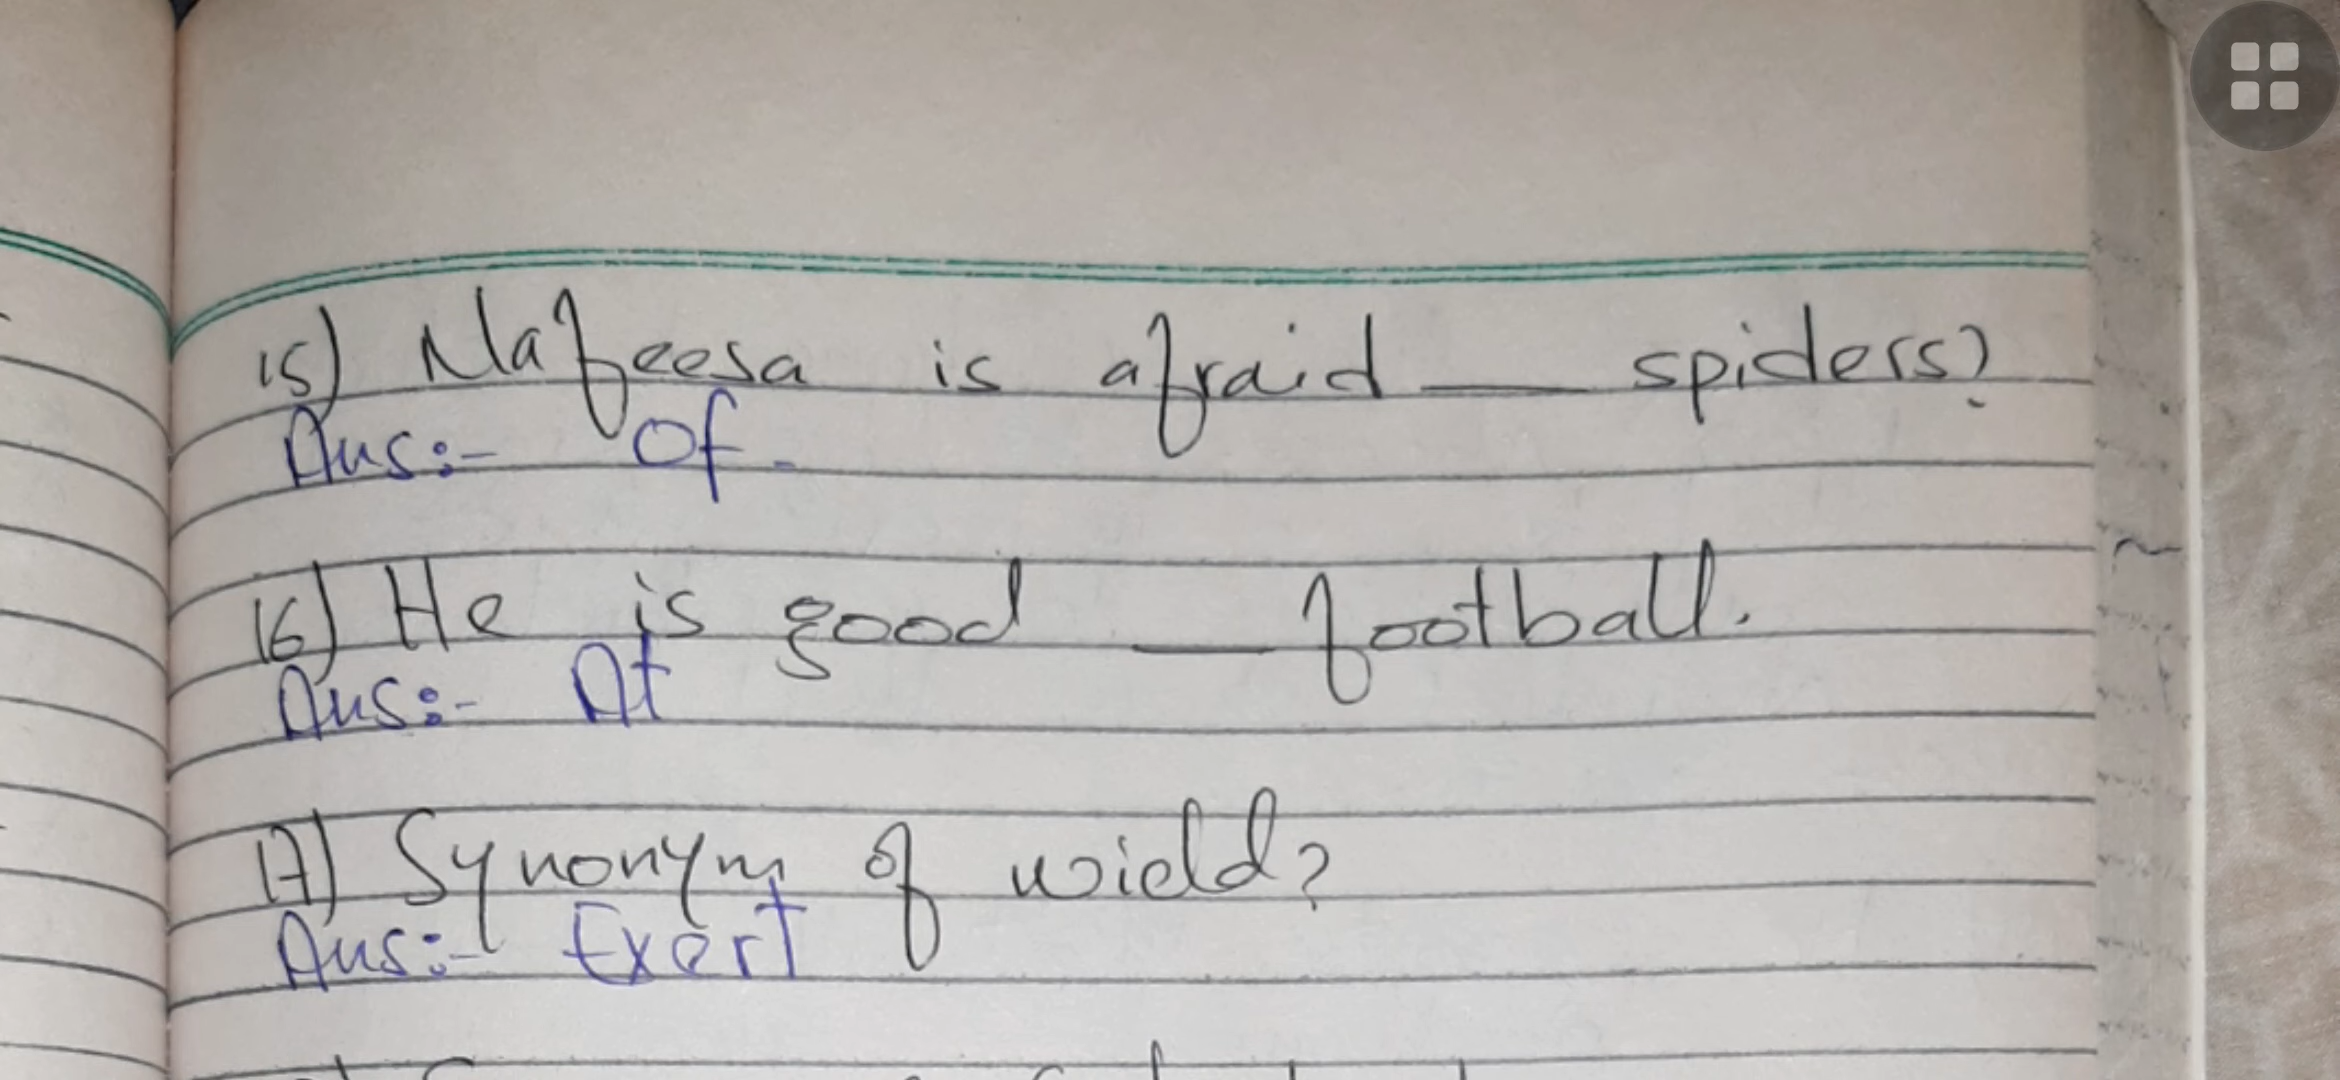 15) Nafeesa is afraid ___ spiders?
Ans:- Of.
16) He is good ___ football.
Ans:- At
17) Synonym of wield?
Ans:- Exert